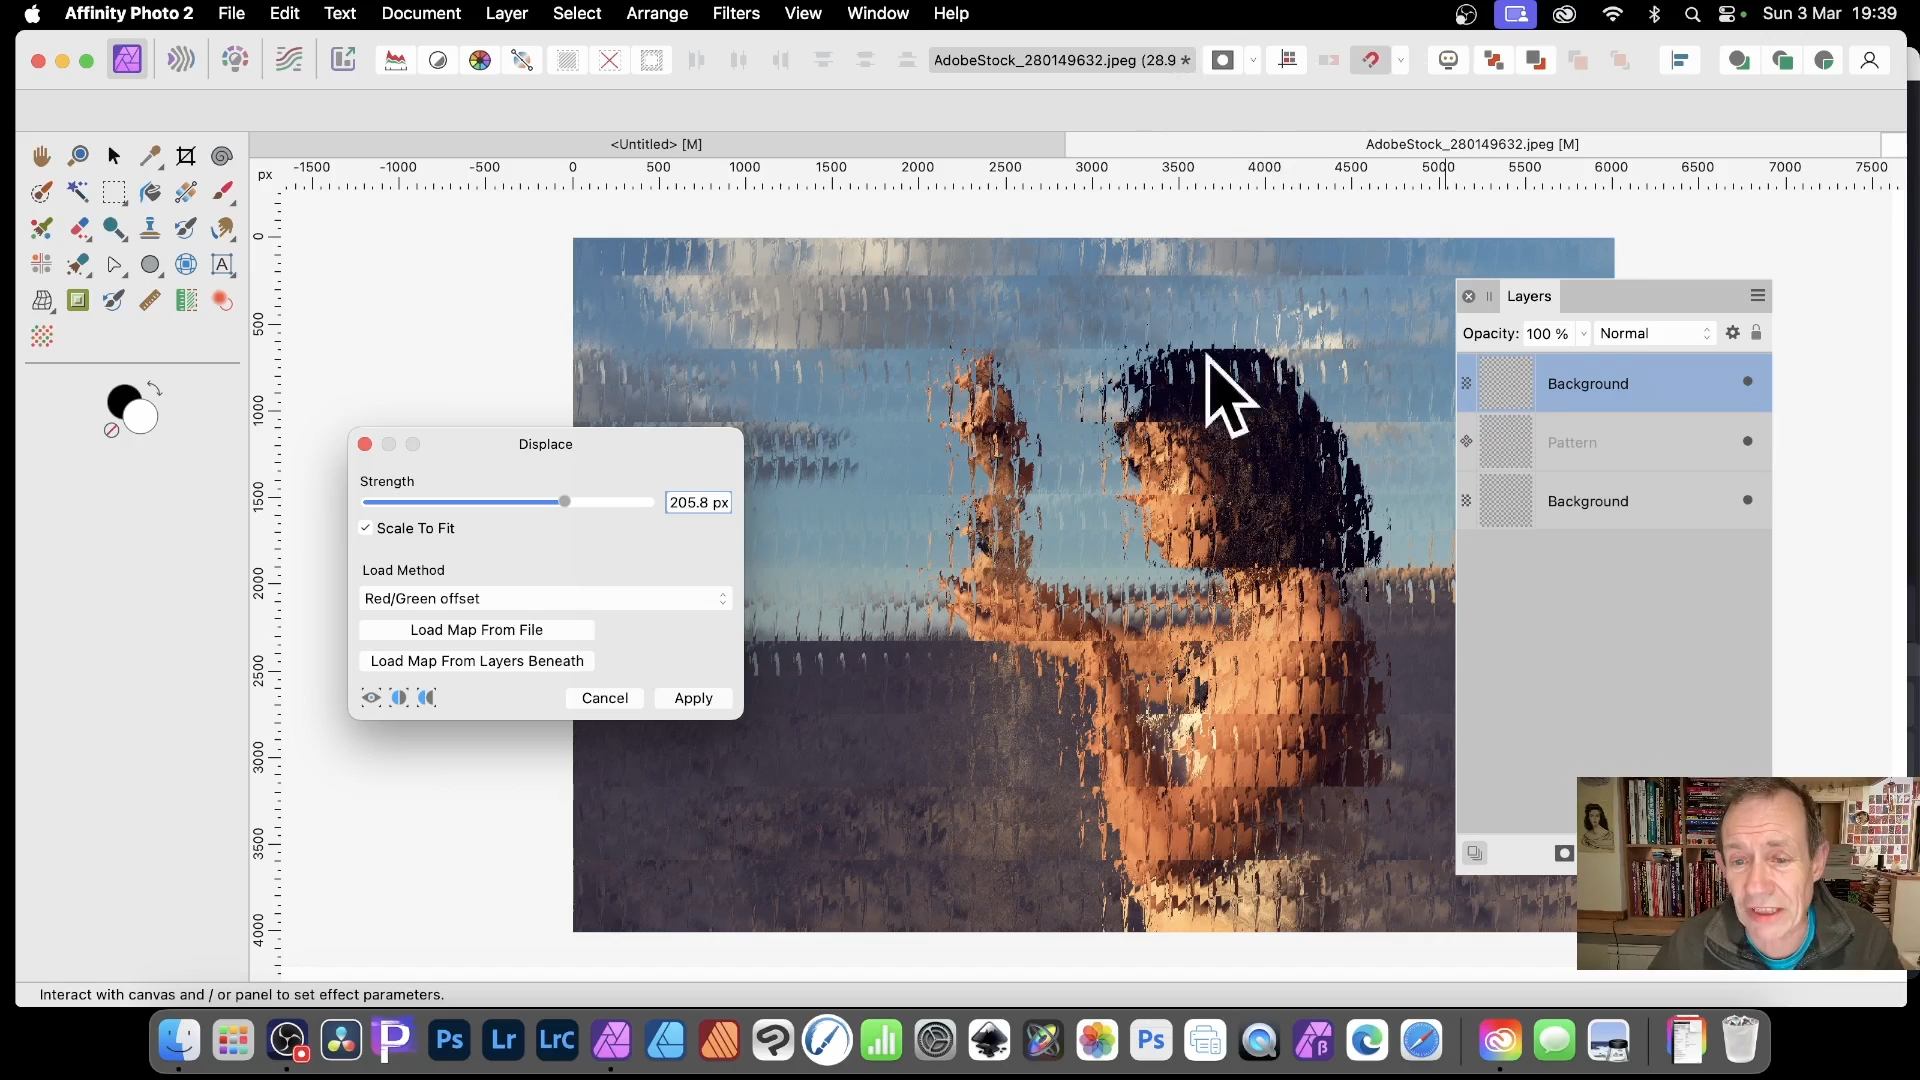 Affinity Photo 2 File Edit Text Document Layer Select Arrange Filters View Window Help Sun 3 Mar 19:39
AdobeStock_280149632.jpeg (28.9 *
<Untitled> [M] AdobeStock_280149632.jpeg [M]
px -1500 -1000 -500 0 500 1000 1500 2000 2500 3000 3500 4000 4500 5000 5500 6000 6500 7000 7500
0
500
1000
1500
2000
2500
3000
3500
4000
Layers
Opacity: 100 % Normal
Background
Pattern
Background
Displace
Strength
205.8 px
Scale To Fit
Load Method
Red/Green offset
Load Map From File
Load Map From Layers Beneath
Cancel Apply
A
Interact with canvas and / or panel to set effect parameters.
P Ps Lr LrC Ps β